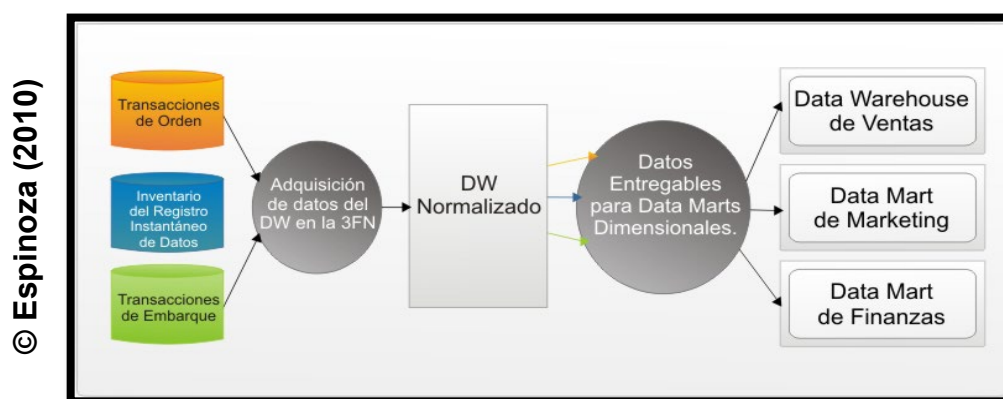 © Espinoza (2010)
Transacciones
de Orden
Inventario
del Registro
Instantáneo
de Datos
Transacciones
de Embarque
Adquisición
de datos del
DW en la 3FN
DW
Normalizado
Datos
Entregables
para Data Marts
Dimensionales.
Data Warehouse
de Ventas
Data Mart
de Marketing
Data Mart
de Finanzas